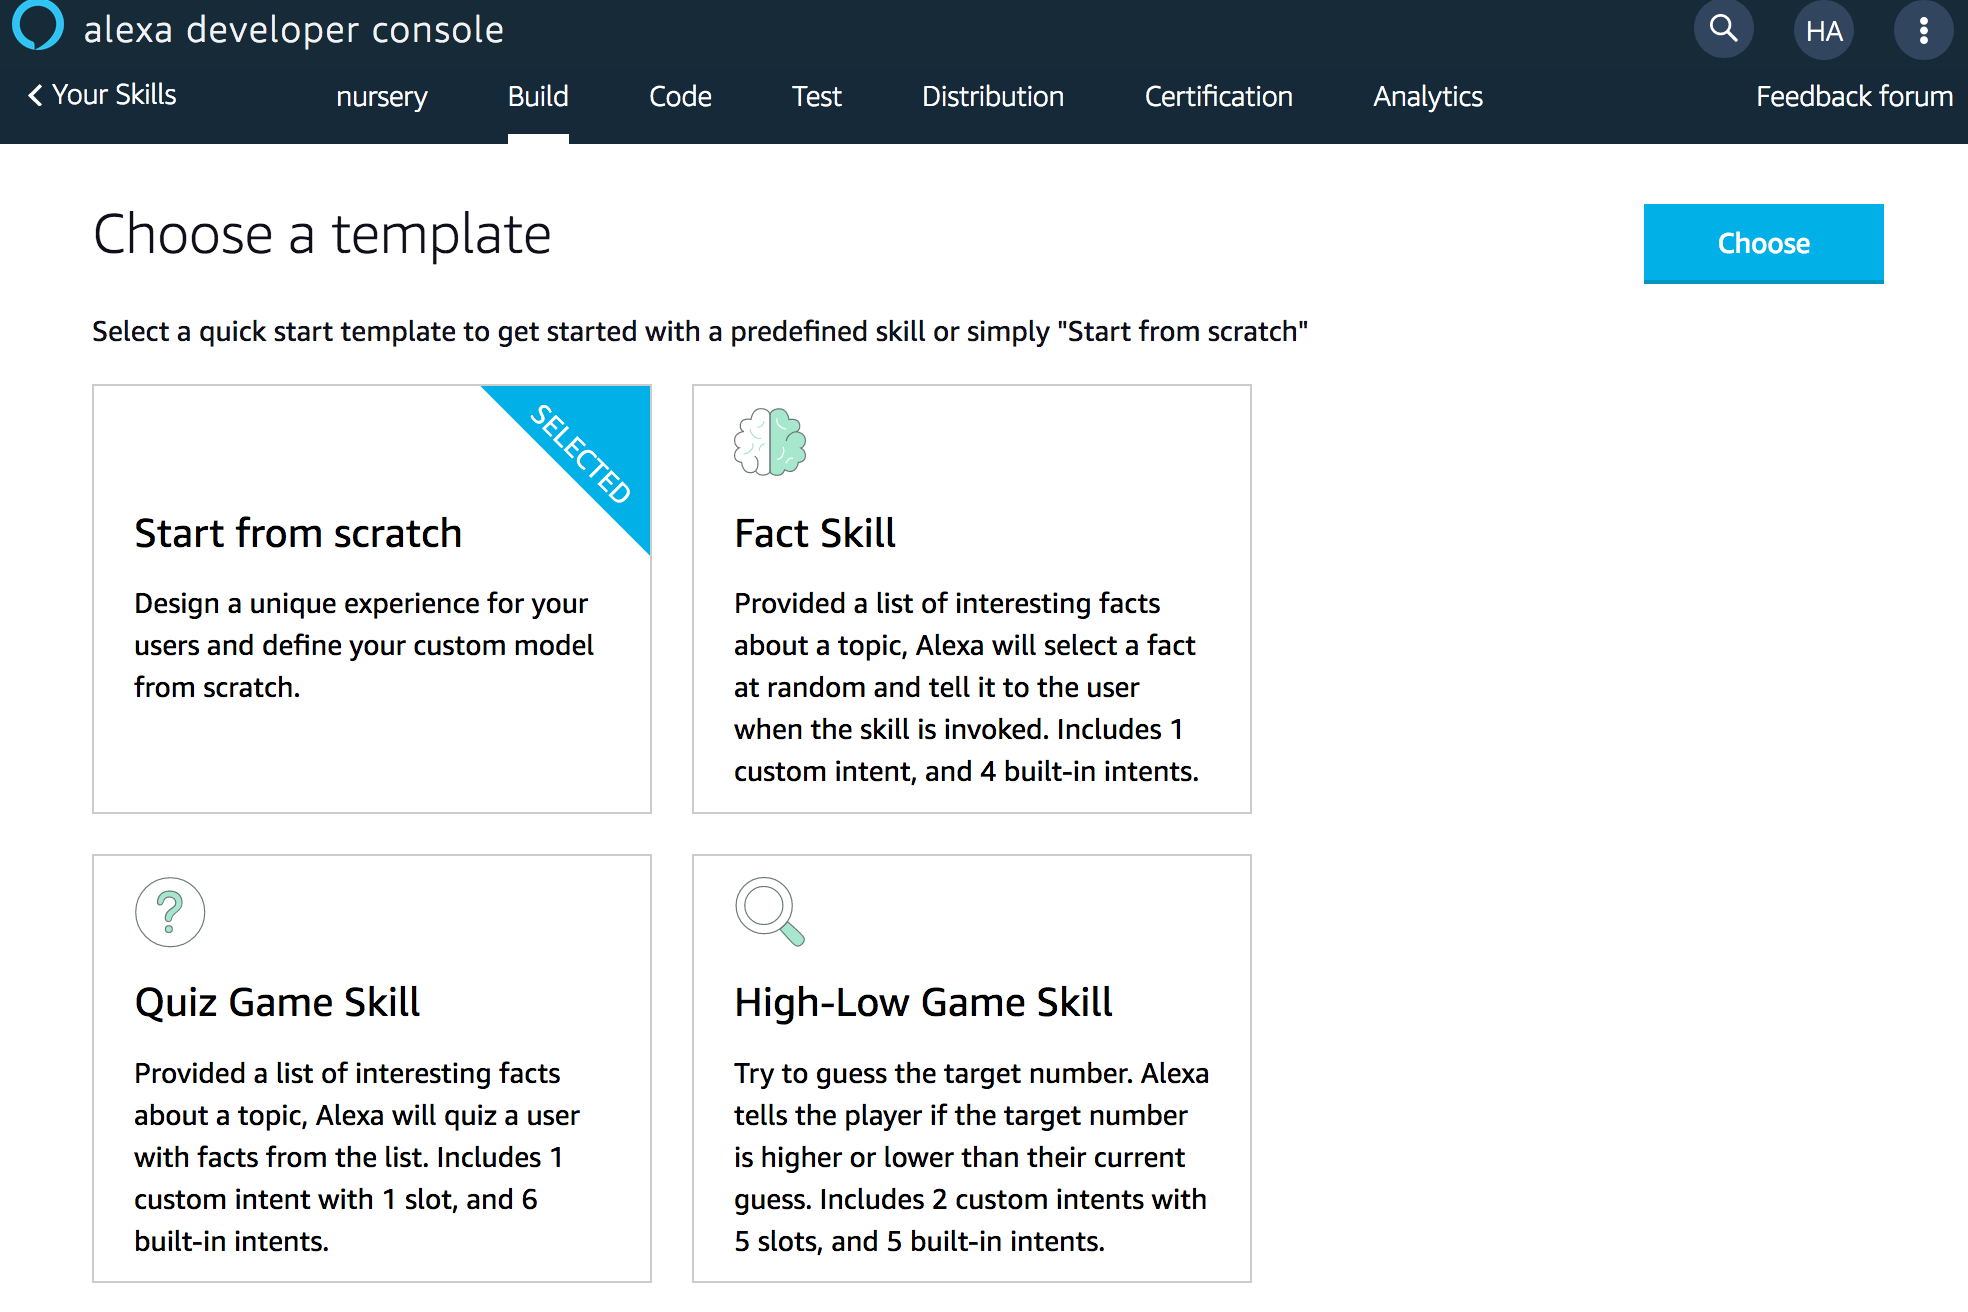 alexa developer console
HA
Your Skills
nursery
Build
Code
Test
Distribution
Certification
Analytics
Feedback forum
Choose a template
Choose
Select a quick start template to get started with a predefined skill or simply "Start from scratch"
SELECTED
Start from scratch
Design a unique experience for your
users and define your custom model
from scratch.
Fact Skill
Provided a list of interesting facts
about a topic, Alexa will select a fact
at random and tell it to the user
when the skill is invoked. Includes 1
custom intent, and 4 built-in intents.
?
Quiz Game Skill
Provided a list of interesting facts
about a topic, Alexa will quiz a user
with facts from the list. Includes 1
custom intent with 1 slot, and 6
built-in intents.
High-Low Game Skill
Try to guess the target number. Alexa
tells the player if the target number
is higher or lower than their current
guess. Includes 2 custom intents with
5 slots, and 5 built-in intents.